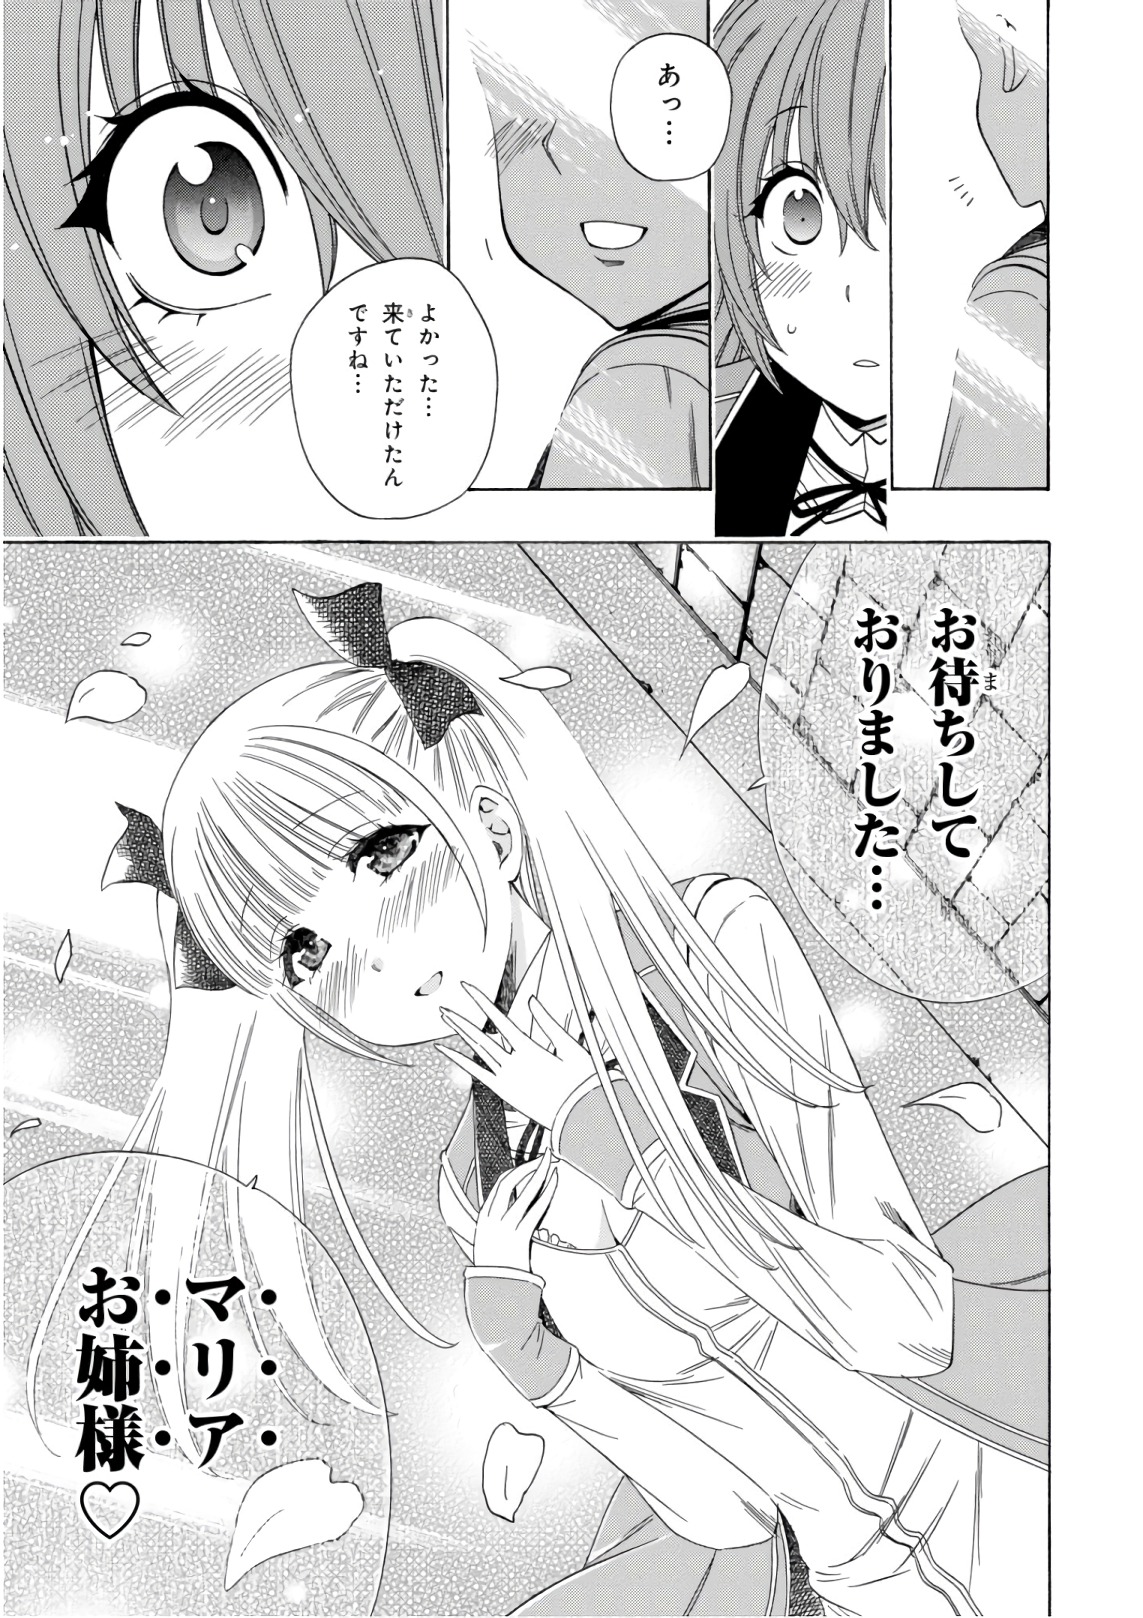 あっ…
よかった…
来ていただけたん
ですね…
お待ちして
おりました…
マリア
お姉様♡